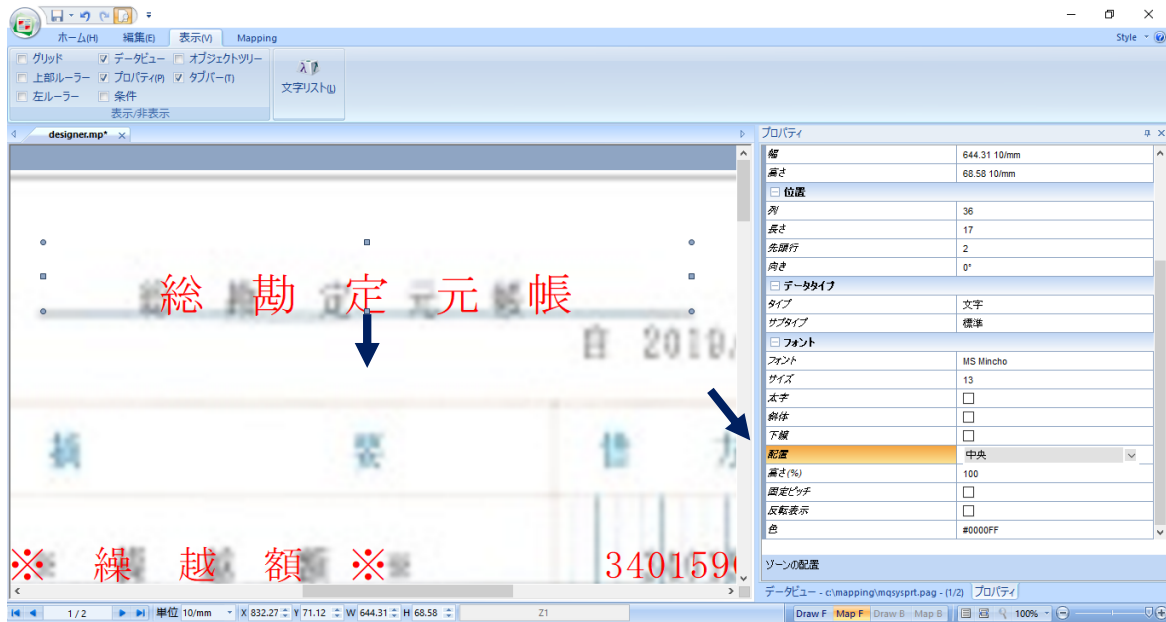 ホーム(H) 編集(E) 表示(V) Mapping Style
グリッド データビュー オブジェクトツリー
上部ルーラー プロパティ(P) タブバー(T)
左ルーラー 条件
文字リスト(L)
表示/非表示
designer.mp*
総 勘 定 元 帳
自 2019
摘 要 借
※ 繰 越 額 ※ 3401590
プロパティ
幅 644.31 10/mm
高さ 68.58 10/mm
位置
列 36
長さ 17
先頭行 2
向き 0°
データタイプ
タイプ 文字
サブタイプ 標準
フォント
フォント MS Mincho
サイズ 13
太字
斜体
下線
配置 中央
高さ(%) 100
固定ピッチ
反転表示
色 #0000FF
ゾーンの配置
データビュー - c:\mapping\mqsysprt.pag - (1/2) プロパティ
1 / 2 単位 10/mm X 832.27 Y 71.12 W 644.31 H 68.58 Z1 Draw F Map F Draw B Map B 100%